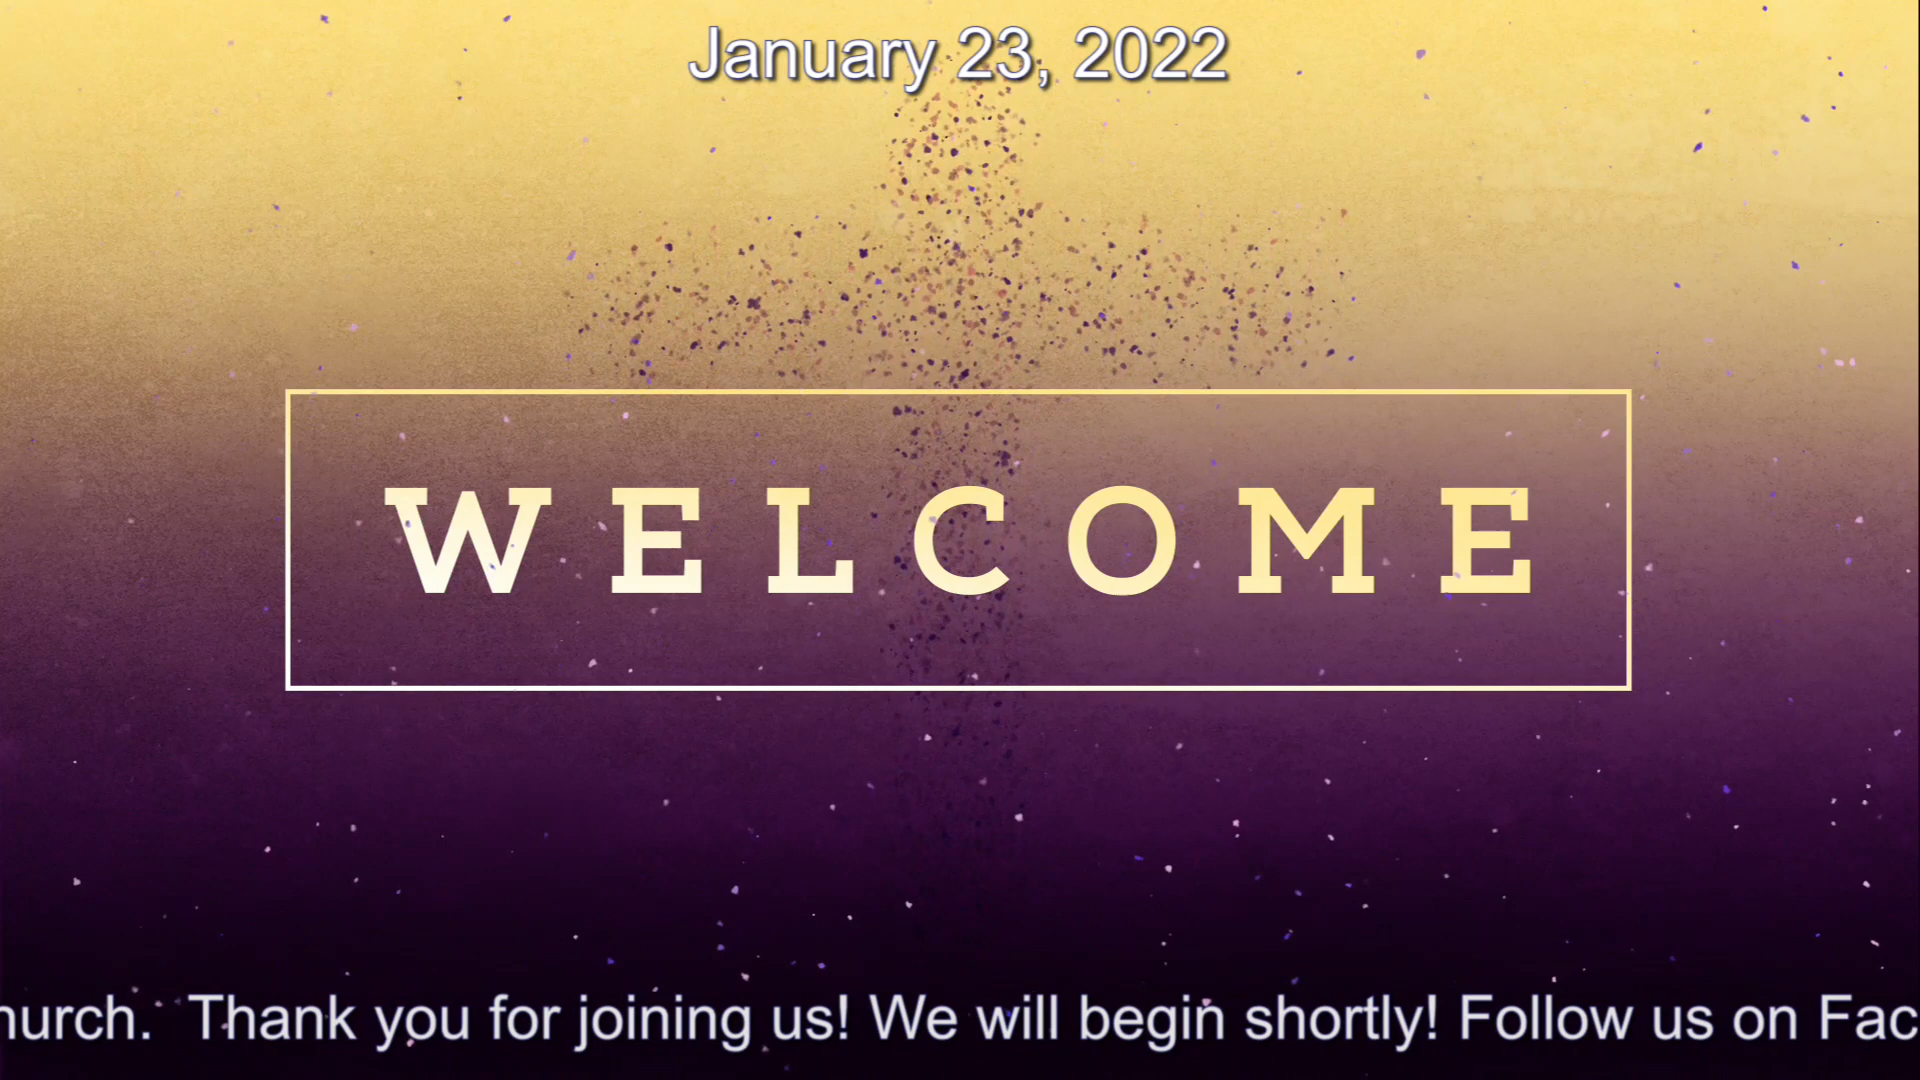 January 23, 2022
WELCOME
hurch. Thank you for joining us! We will begin shortly! Follow us on Fac